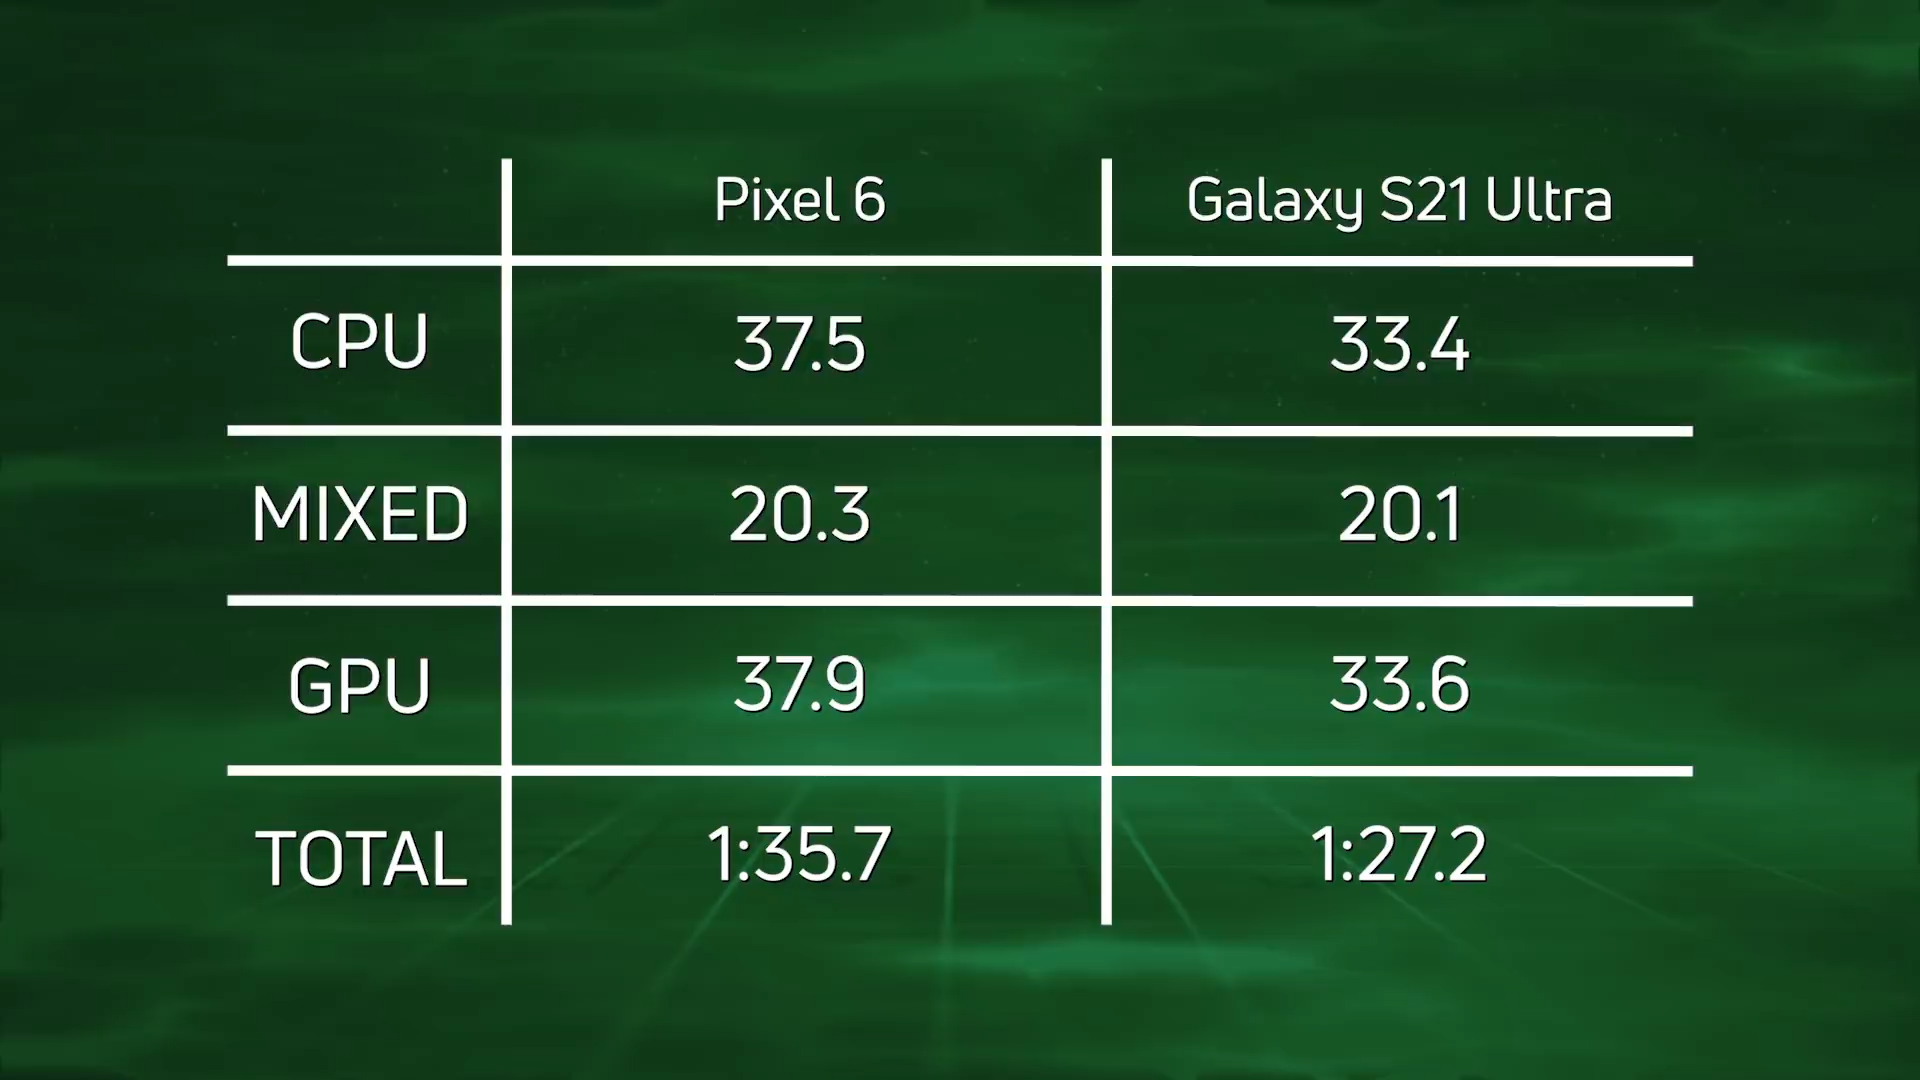 Pixel 6 Galaxy S21 Ultra
CPU 37.5 33.4
MIXED 20.3 20.1
GPU 37.9 33.6
TOTAL 1:35.7 1:27.2